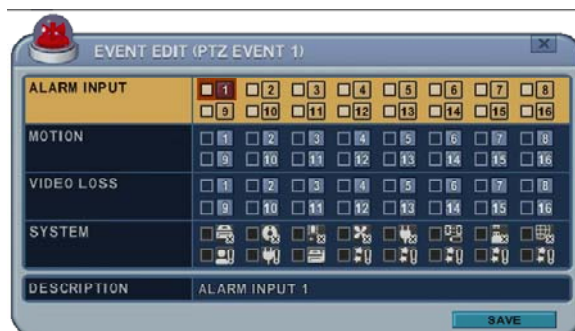 EVENT EDIT (PTZ EVENT 1)
X
ALARM INPUT 1 2 3 4 5 6 7 8
9 10 11 12 13 14 15 16
MOTION 1 2 3 4 5 6 7 8
9 10 11 12 13 14 15 16
VIDEO LOSS 1 2 3 4 5 6 7 8
9 10 11 12 13 14 15 16
SYSTEM
DESCRIPTION ALARM INPUT 1
SAVE